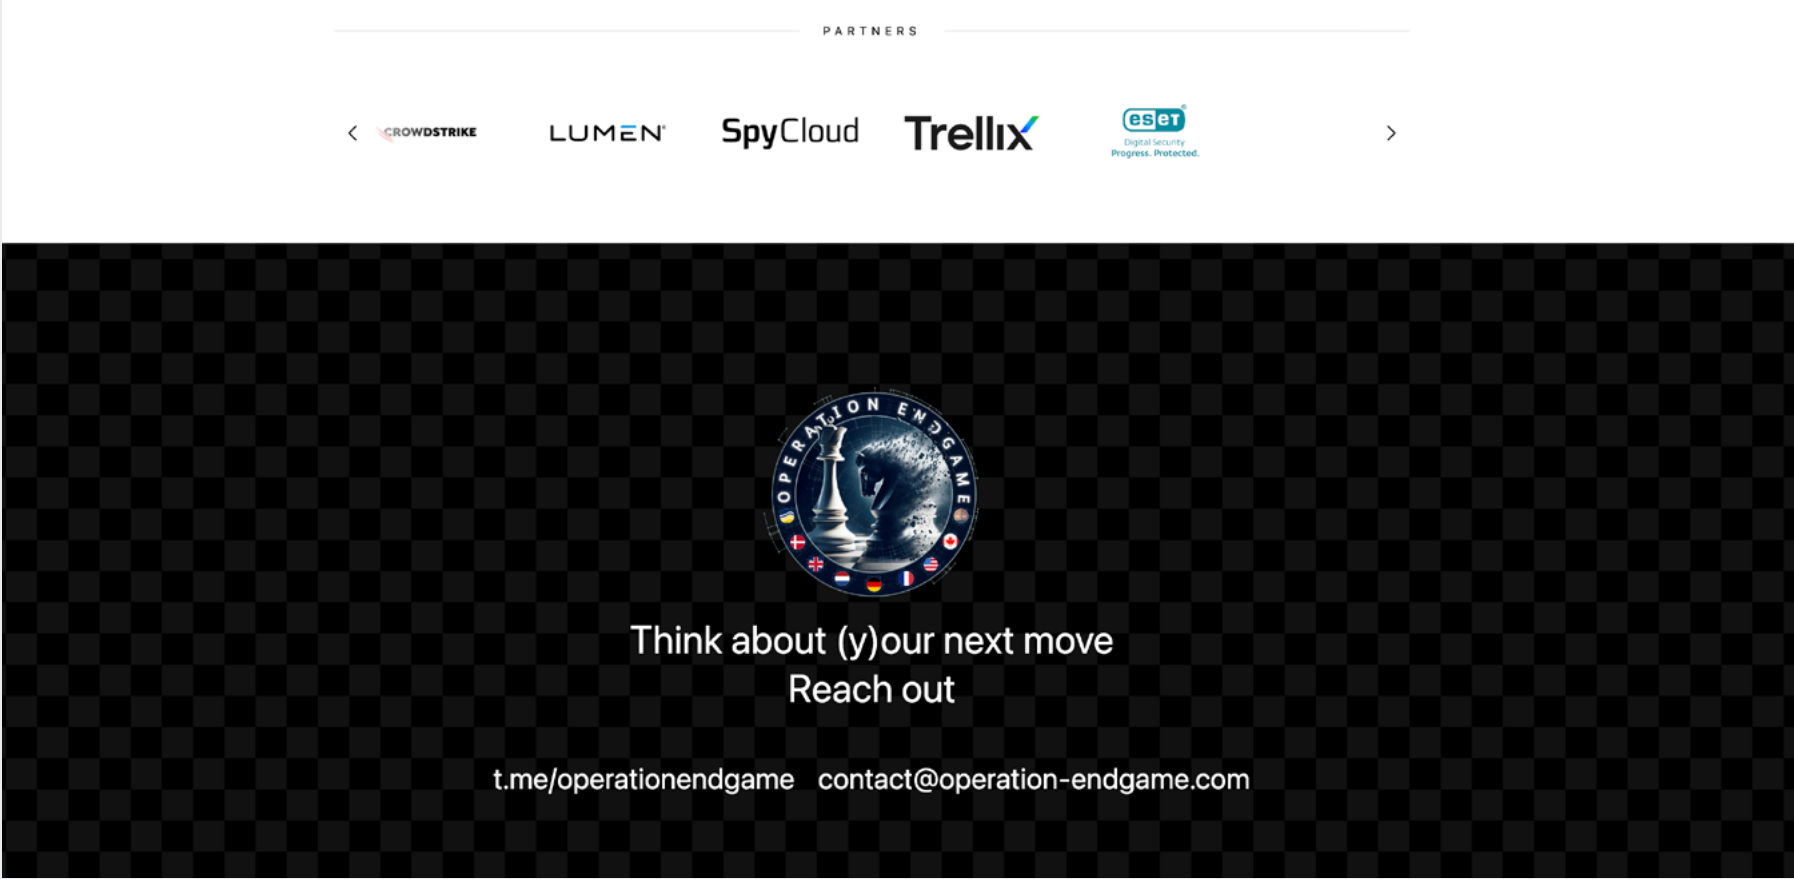 PARTNERS
CROWDSTRIKE
LUMEN®
SpyCloud
Trellix
eseT®
Digital Security
Progress. Protected.
OPERATION ENDGAME
Think about (y)our next move
Reach out
t.me/operationendgame contact@operation-endgame.com